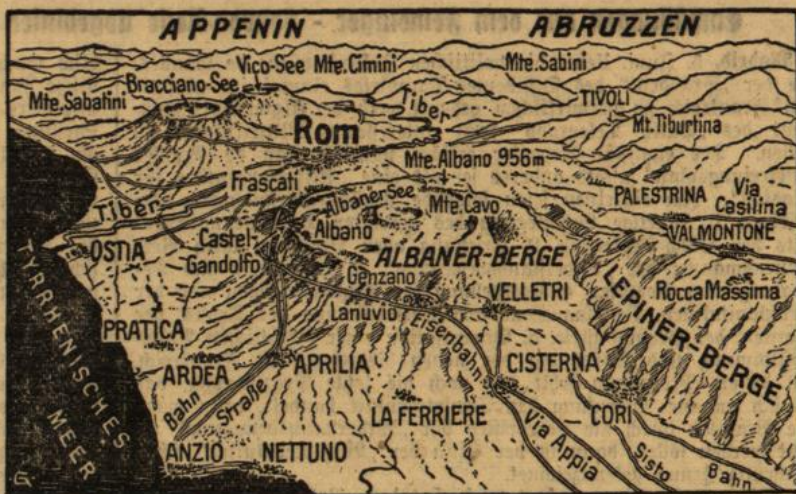 APPENIN ABRUZZEN
Vico-See Mte.Cimini Mte.Sabini
Bracciano-See
Mte.Sabatini
Tiber
TIVOLI
Rom
Mt.Tiburtina
Mte.Albano 956m
Frascati
PALESTRINA
Via Casilina
Tiber
Albaner See
Mte.Cavo
OSTIA
Albano
VALMONTONE
Castel-
Gandolfo
ALBANER-BERGE
Genzano
VELLETRI
Rocca Massima
LEPINER-BERGE
TYRRHENISCHES
MEER
Lanuvio
Eisenbahn
PRATICA
ARDEA
APRILIA
CISTERNA
Bahn
Straße
LA FERRIERE
CORI
Via Appia
Sisto
Bahn
ANZIO NETTUNO
G